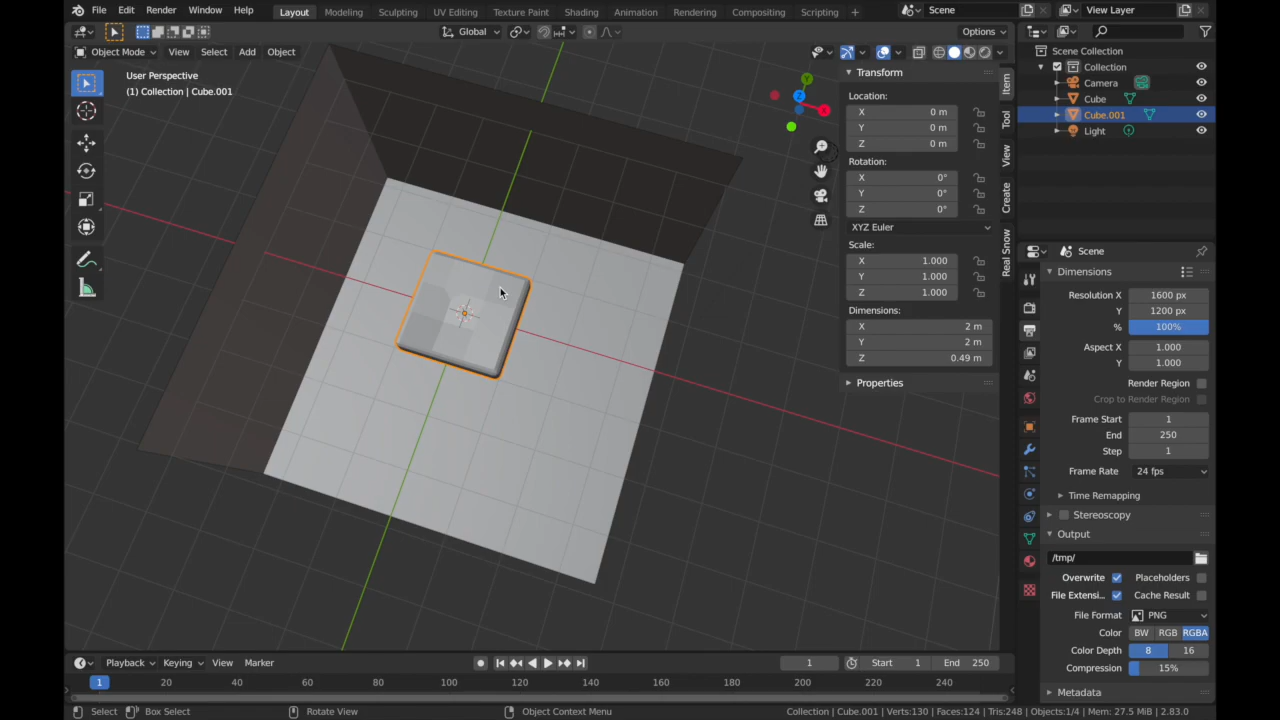 File Edit Render Window Help Layout Modeling Sculpting UV Editing Texture Paint Shading Animation Rendering Compositing Scripting + Scene View Layer
Object Mode View Select Add Object Global Options
User Perspective
(1) Collection | Cube.001
Y
Z
X
Transform
Location:
X 0 m
Y 0 m
Z 0 m
Rotation:
X 0°
Y 0°
Z 0°
XYZ Euler
Scale:
X 1.000
Y 1.000
Z 1.000
Dimensions:
X 2 m
Y 2 m
Z 0.49 m
Properties
Item
Tool
View
Create
Real Snow
Scene Collection
Collection
Camera
Cube
Cube.001
Light
Scene
Dimensions
Resolution X 1600 px
Y 1200 px
% 100%
Aspect X 1.000
Y 1.000
Render Region
Crop to Render Region
Frame Start 1
End 250
Step 1
Frame Rate 24 fps
Time Remapping
Stereoscopy
Output
/tmp/
Overwrite Placeholders
File Extensi... Cache Result
File Format PNG
Color BW RGB RGBA
Color Depth 8 16
Compression 15%
Metadata
Playback Keying View Marker 1 Start 1 End 250
1 20 40 60 80 100 120 140 160 180 200 220 240
Select Box Select Rotate View Object Context Menu Collection | Cube.001 | Verts:130 | Faces:124 | Tris:248 | Objects:1/4 | Mem: 27.5 MiB | 2.83.0